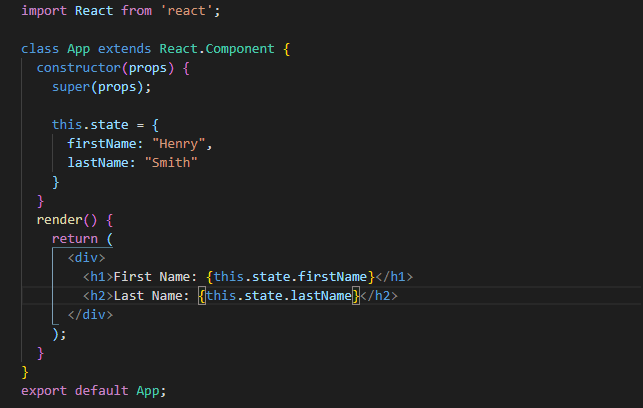 import React from 'react';
class App extends React.Component {
constructor(props) {
super(props);
this.state = {
firstName: "Henry",
lastName: "Smith"
}
}
render() {
return (
<div>
<h1>First Name: {this.state.firstName}</h1>
<h2>Last Name: {this.state.lastName}</h2>
</div>
);
}
}
export default App;